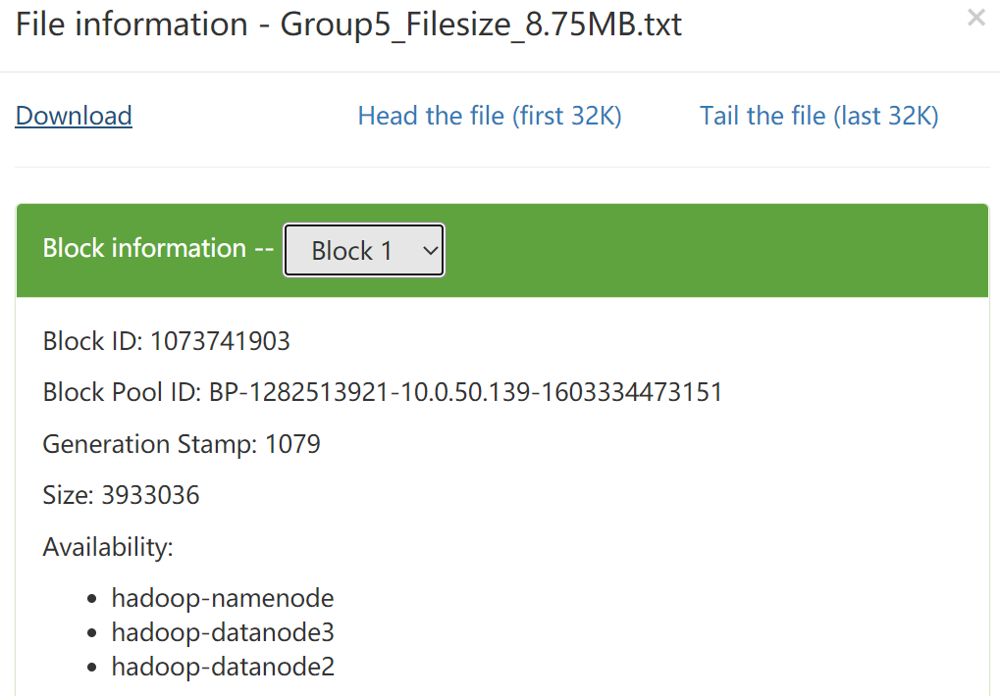 File information - Group5_Filesize_8.75MB.txt
×
Download Head the file (first 32K) Tail the file (last 32K)
Block information -- Block 1
Block ID: 1073741903
Block Pool ID: BP-1282513921-10.0.50.139-1603334473151
Generation Stamp: 1079
Size: 3933036
Availability:
• hadoop-namenode
• hadoop-datanode3
• hadoop-datanode2